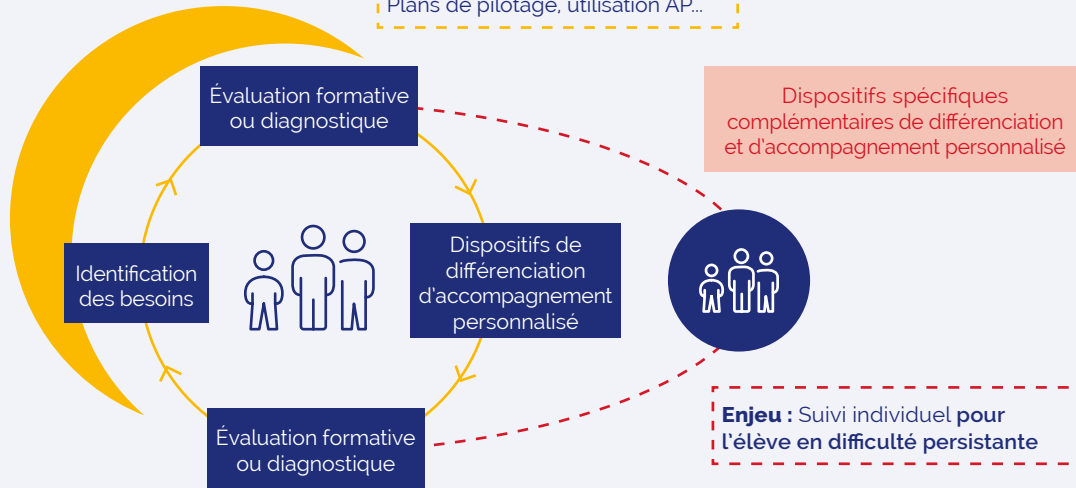 Plans de pilotage, utilisation AP...
Évaluation formative
ou diagnostique
Dispositifs spécifiques
complémentaires de différenciation
et d'accompagnement personnalisé
Identification
des besoins
Dispositifs de
différenciation
d'accompagnement
personnalisé
Enjeu : Suivi individuel pour
l'élève en difficulté persistante
Évaluation formative
ou diagnostique